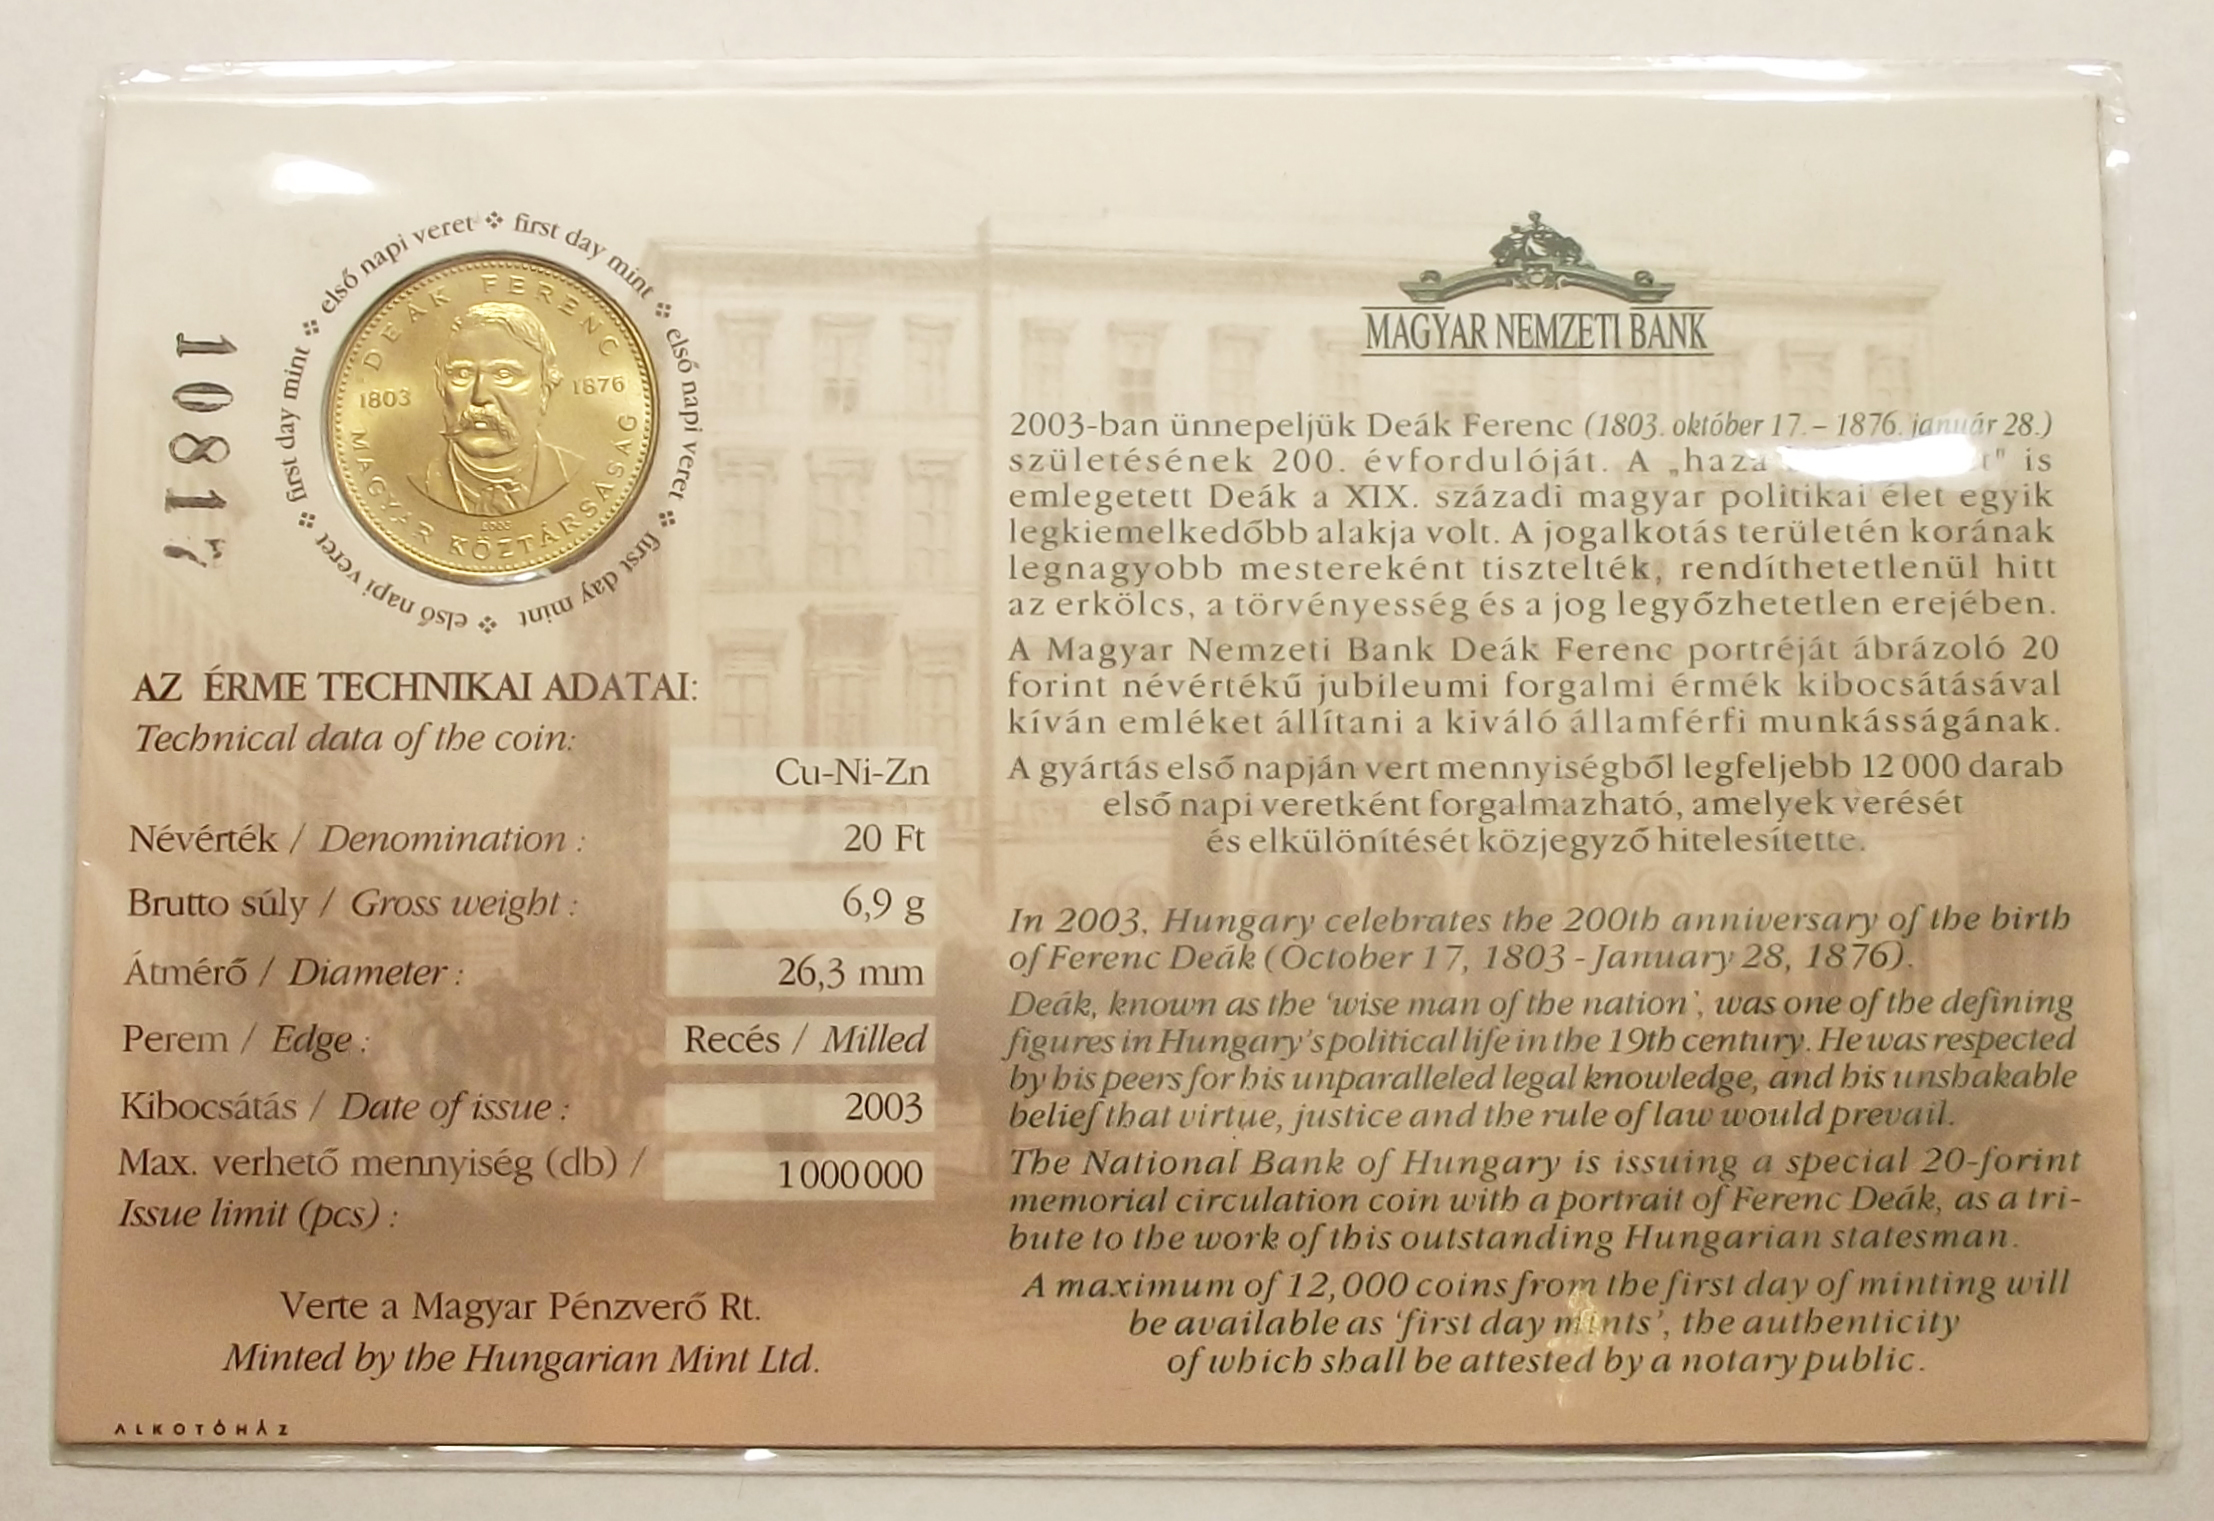 10817
első napi veret ❖ first day mint ❖ első napi veret ❖ first day mint ❖ első napi veret ❖ first day mint ❖
DEÁK FERENC
1803
1876
MAGYAR KÖZTÁRSASÁG
2003
AZ ÉRME TECHNIKAI ADATAI:
Technical data of the coin:
Cu-Ni-Zn
Névérték / Denomination : 20 Ft
Brutto súly / Gross weight : 6,9 g
Átmérő / Diameter : 26,3 mm
Perem / Edge : Recés / Milled
Kibocsátás / Date of issue : 2003
Max. verhető mennyiség (db) / 1000000
Issue limit (pcs) :
Verte a Magyar Pénzverő Rt.
Minted by the Hungarian Mint Ltd.
ALKOTÓHÁZ
MAGYAR NEMZETI BANK
2003-ban ünnepeljük Deák Ferenc (1803. október 17. – 1876. január 28.)
születésének 200. évfordulóját. A „haza is
emlegetett Deák a XIX. századi magyar politikai élet egyik
legkiemelkedőbb alakja volt. A jogalkotás területén korának
legnagyobb mestereként tisztelték, rendíthetetlenül hitt
az erkölcs, a törvényesség és a jog legyőzhetetlen erejében.
A Magyar Nemzeti Bank Deák Ferenc portréját ábrázoló 20
forint névértékű jubileumi forgalmi érmék kibocsátásával
kíván emléket állítani a kiváló államférfi munkásságának.
A gyártás első napján vert mennyiségből legfeljebb 12 000 darab
első napi veretként forgalmazható, amelyek verését
és elkülönítését közjegyző hitelesítette.
In 2003, Hungary celebrates the 200th anniversary of the birth
of Ferenc Deák (October 17, 1803 - January 28, 1876).
Deák, known as the 'wise man of the nation', was one of the defining
figures in Hungary's political life in the 19th century. He was respected
by his peers for his unparalleled legal knowledge, and his unshakable
belief that virtue, justice and the rule of law would prevail.
The National Bank of Hungary is issuing a special 20-forint
memorial circulation coin with a portrait of Ferenc Deák, as a tri-
bute to the work of this outstanding Hungarian statesman.
A maximum of 12,000 coins from the first day of minting will
be available as 'first day mints', the authenticity
of which shall be attested by a notary public.